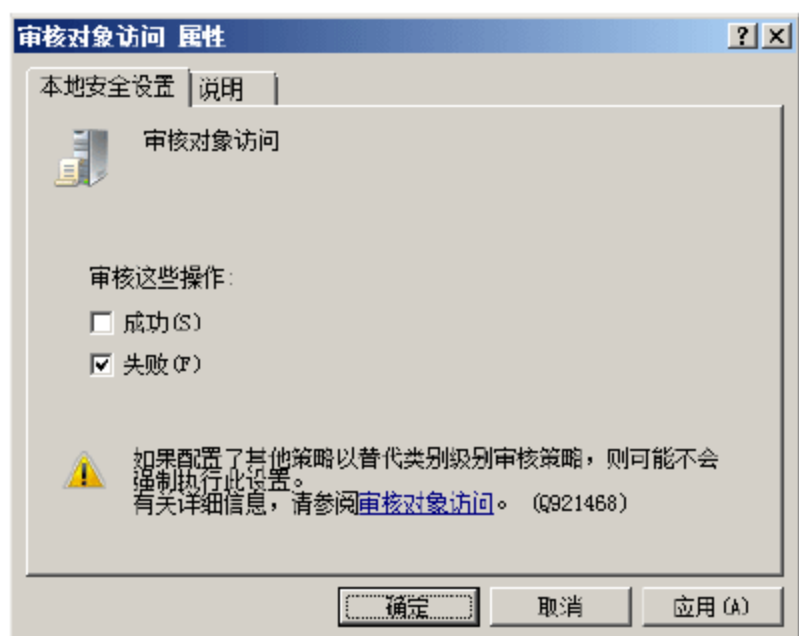 审核对象访问 属性
本地安全设置
说明
审核对象访问
审核这些操作:
成功(S)
失败(F)
如果配置了其他策略以替代类别级别审核策略，则可能不会
强制执行此设置。
有关详细信息，请参阅审核对象访问。 (Q921468)
确定
取消
应用(A)